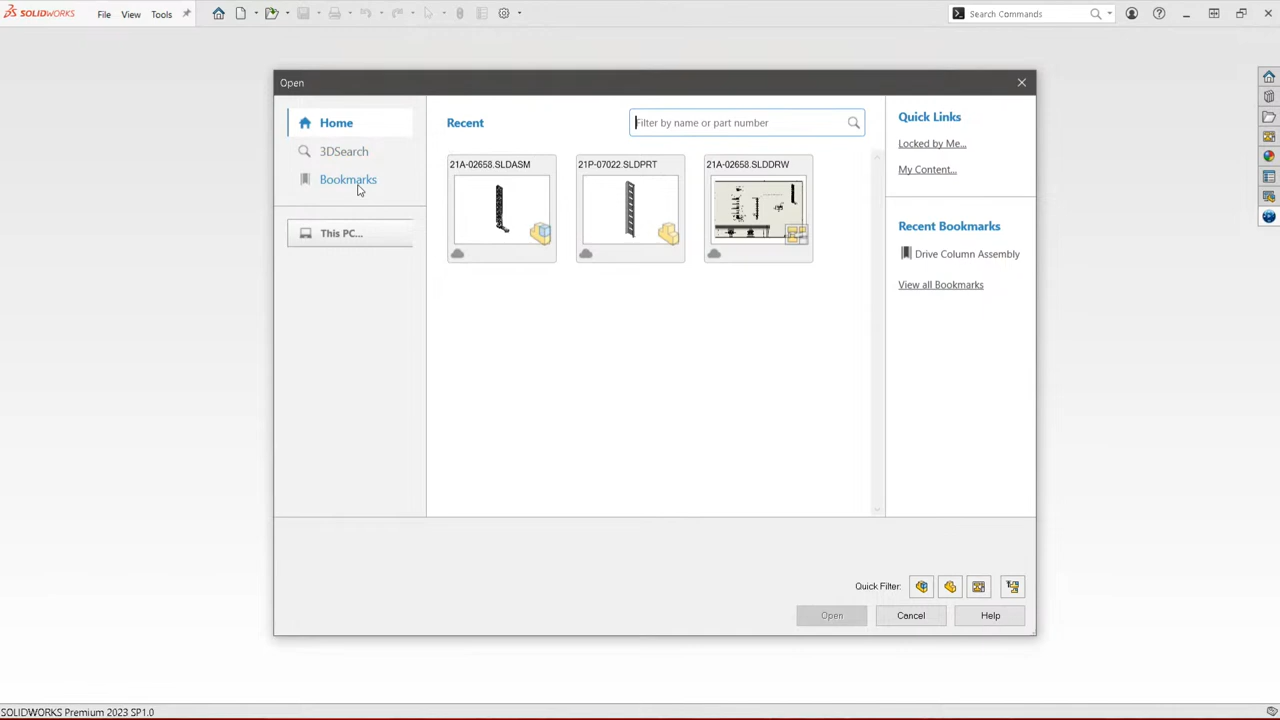 SOLIDWORKS
File
View
Tools
Search Commands
Open
Home
3DSearch
Bookmarks
This PC...
Recent
Filter by name or part number
21A-02658.SLDASM
21P-07022.SLDPRT
21A-02658.SLDDRW
Quick Links
Locked by Me...
My Content...
Recent Bookmarks
Drive Column Assembly
View all Bookmarks
Quick Filter:
Open
Cancel
Help
SOLIDWORKS Premium 2023 SP1.0